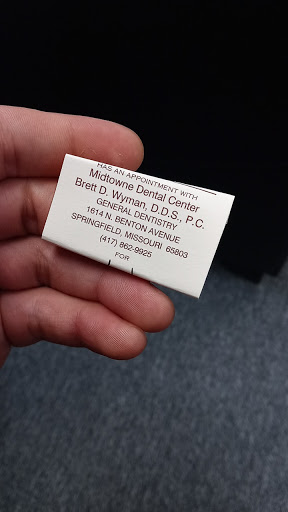 HAS AN APPOINTMENT WITH
Midtowne Dental Center
Brett D. Wyman, D.D.S., P.C.
GENERAL DENTISTRY
1614 N. BENTON AVENUE
SPRINGFIELD, MISSOURI 65803
(417) 862-9925
FOR